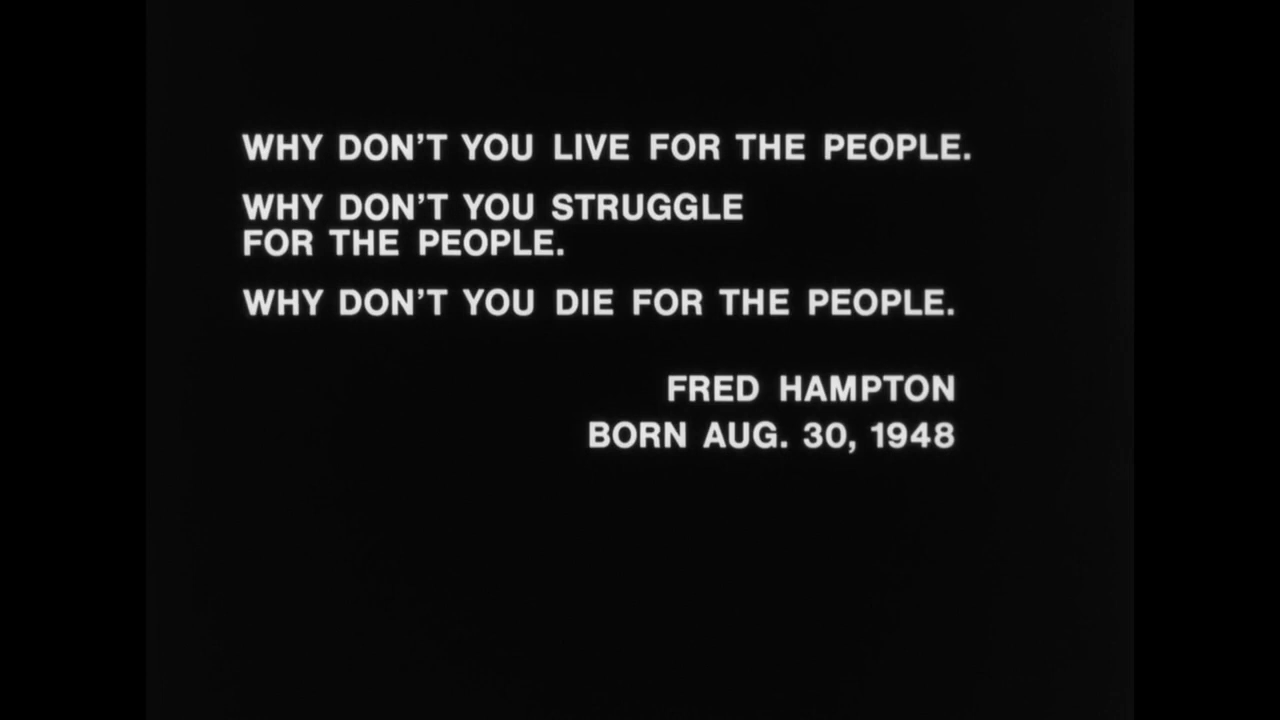 WHY DON'T YOU LIVE FOR THE PEOPLE.
WHY DON'T YOU STRUGGLE
FOR THE PEOPLE.
WHY DON'T YOU DIE FOR THE PEOPLE.
FRED HAMPTON
BORN AUG. 30, 1948